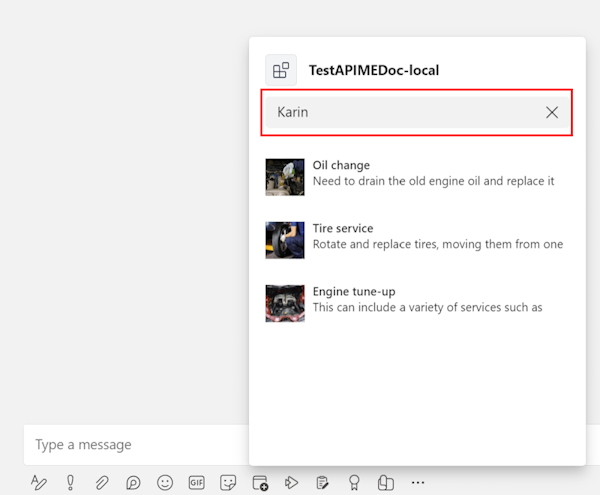 TestAPIMEDoc-local
Karin
Oil change
Need to drain the old engine oil and replace it
Tire service
Rotate and replace tires, moving them from one
Engine tune-up
This can include a variety of services such as
Type a message
GIF